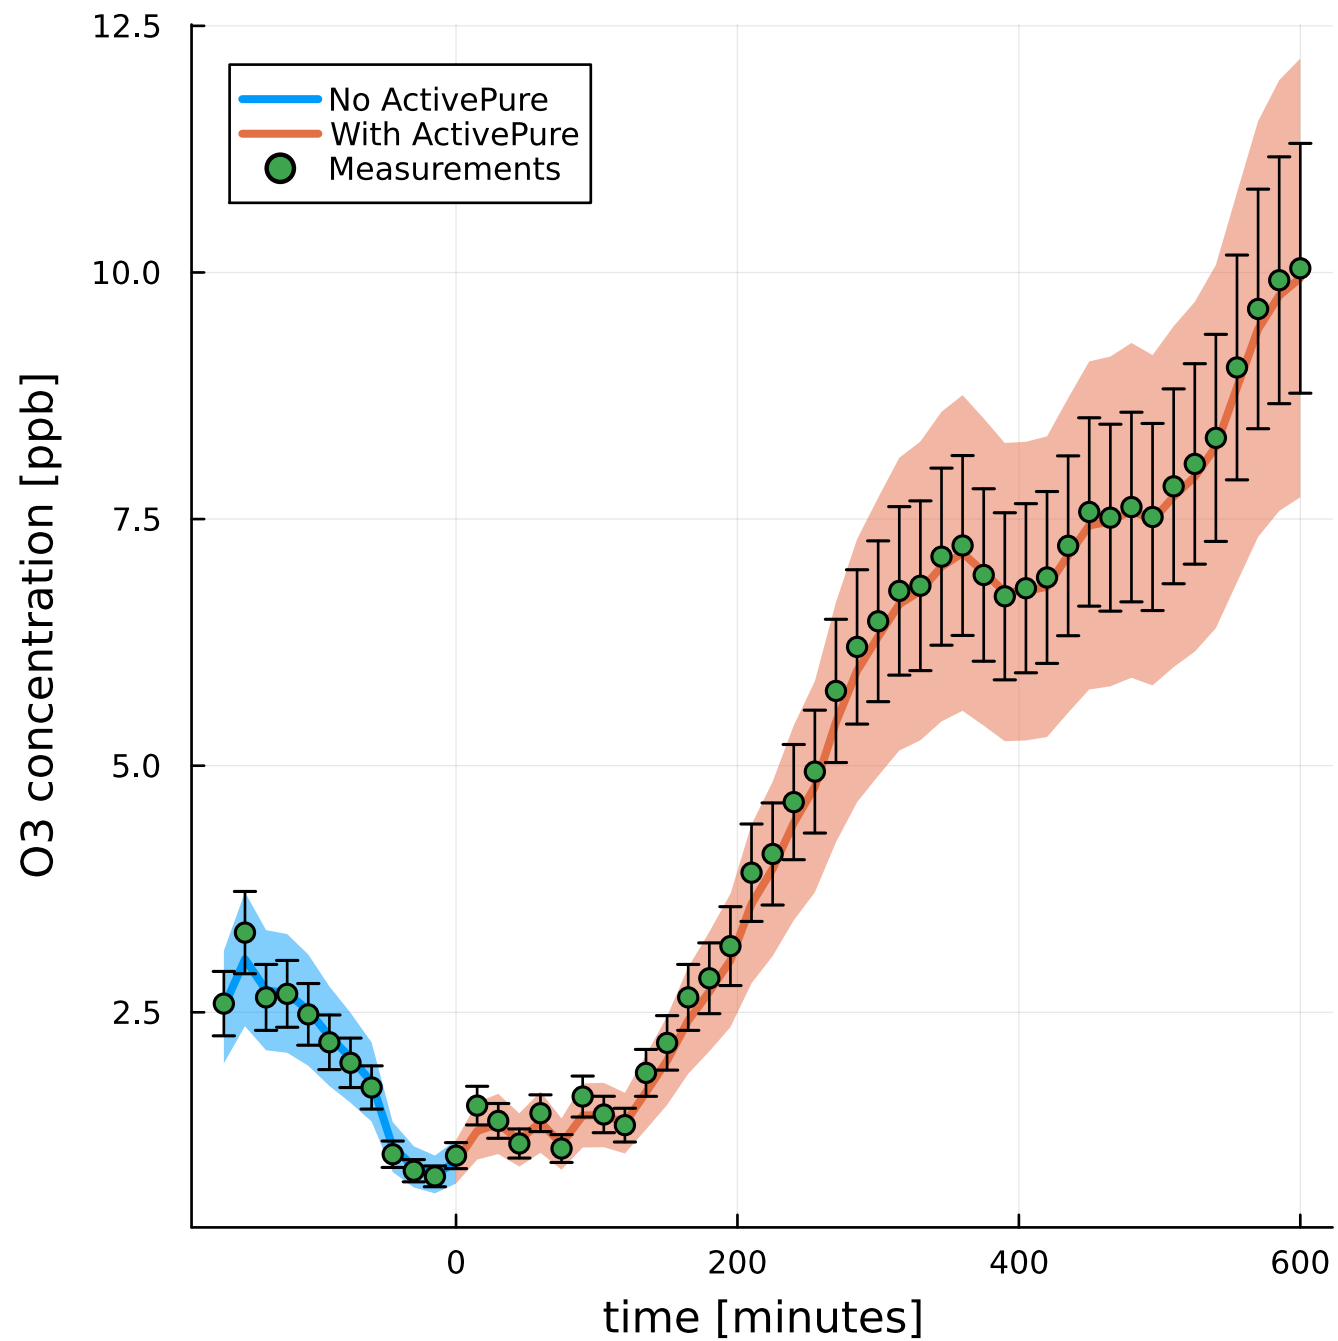 12.5
10.0
7.5
5.0
2.5
O3 concentration [ppb]
No ActivePure
With ActivePure
Measurements
0
200
400
600
time [minutes]